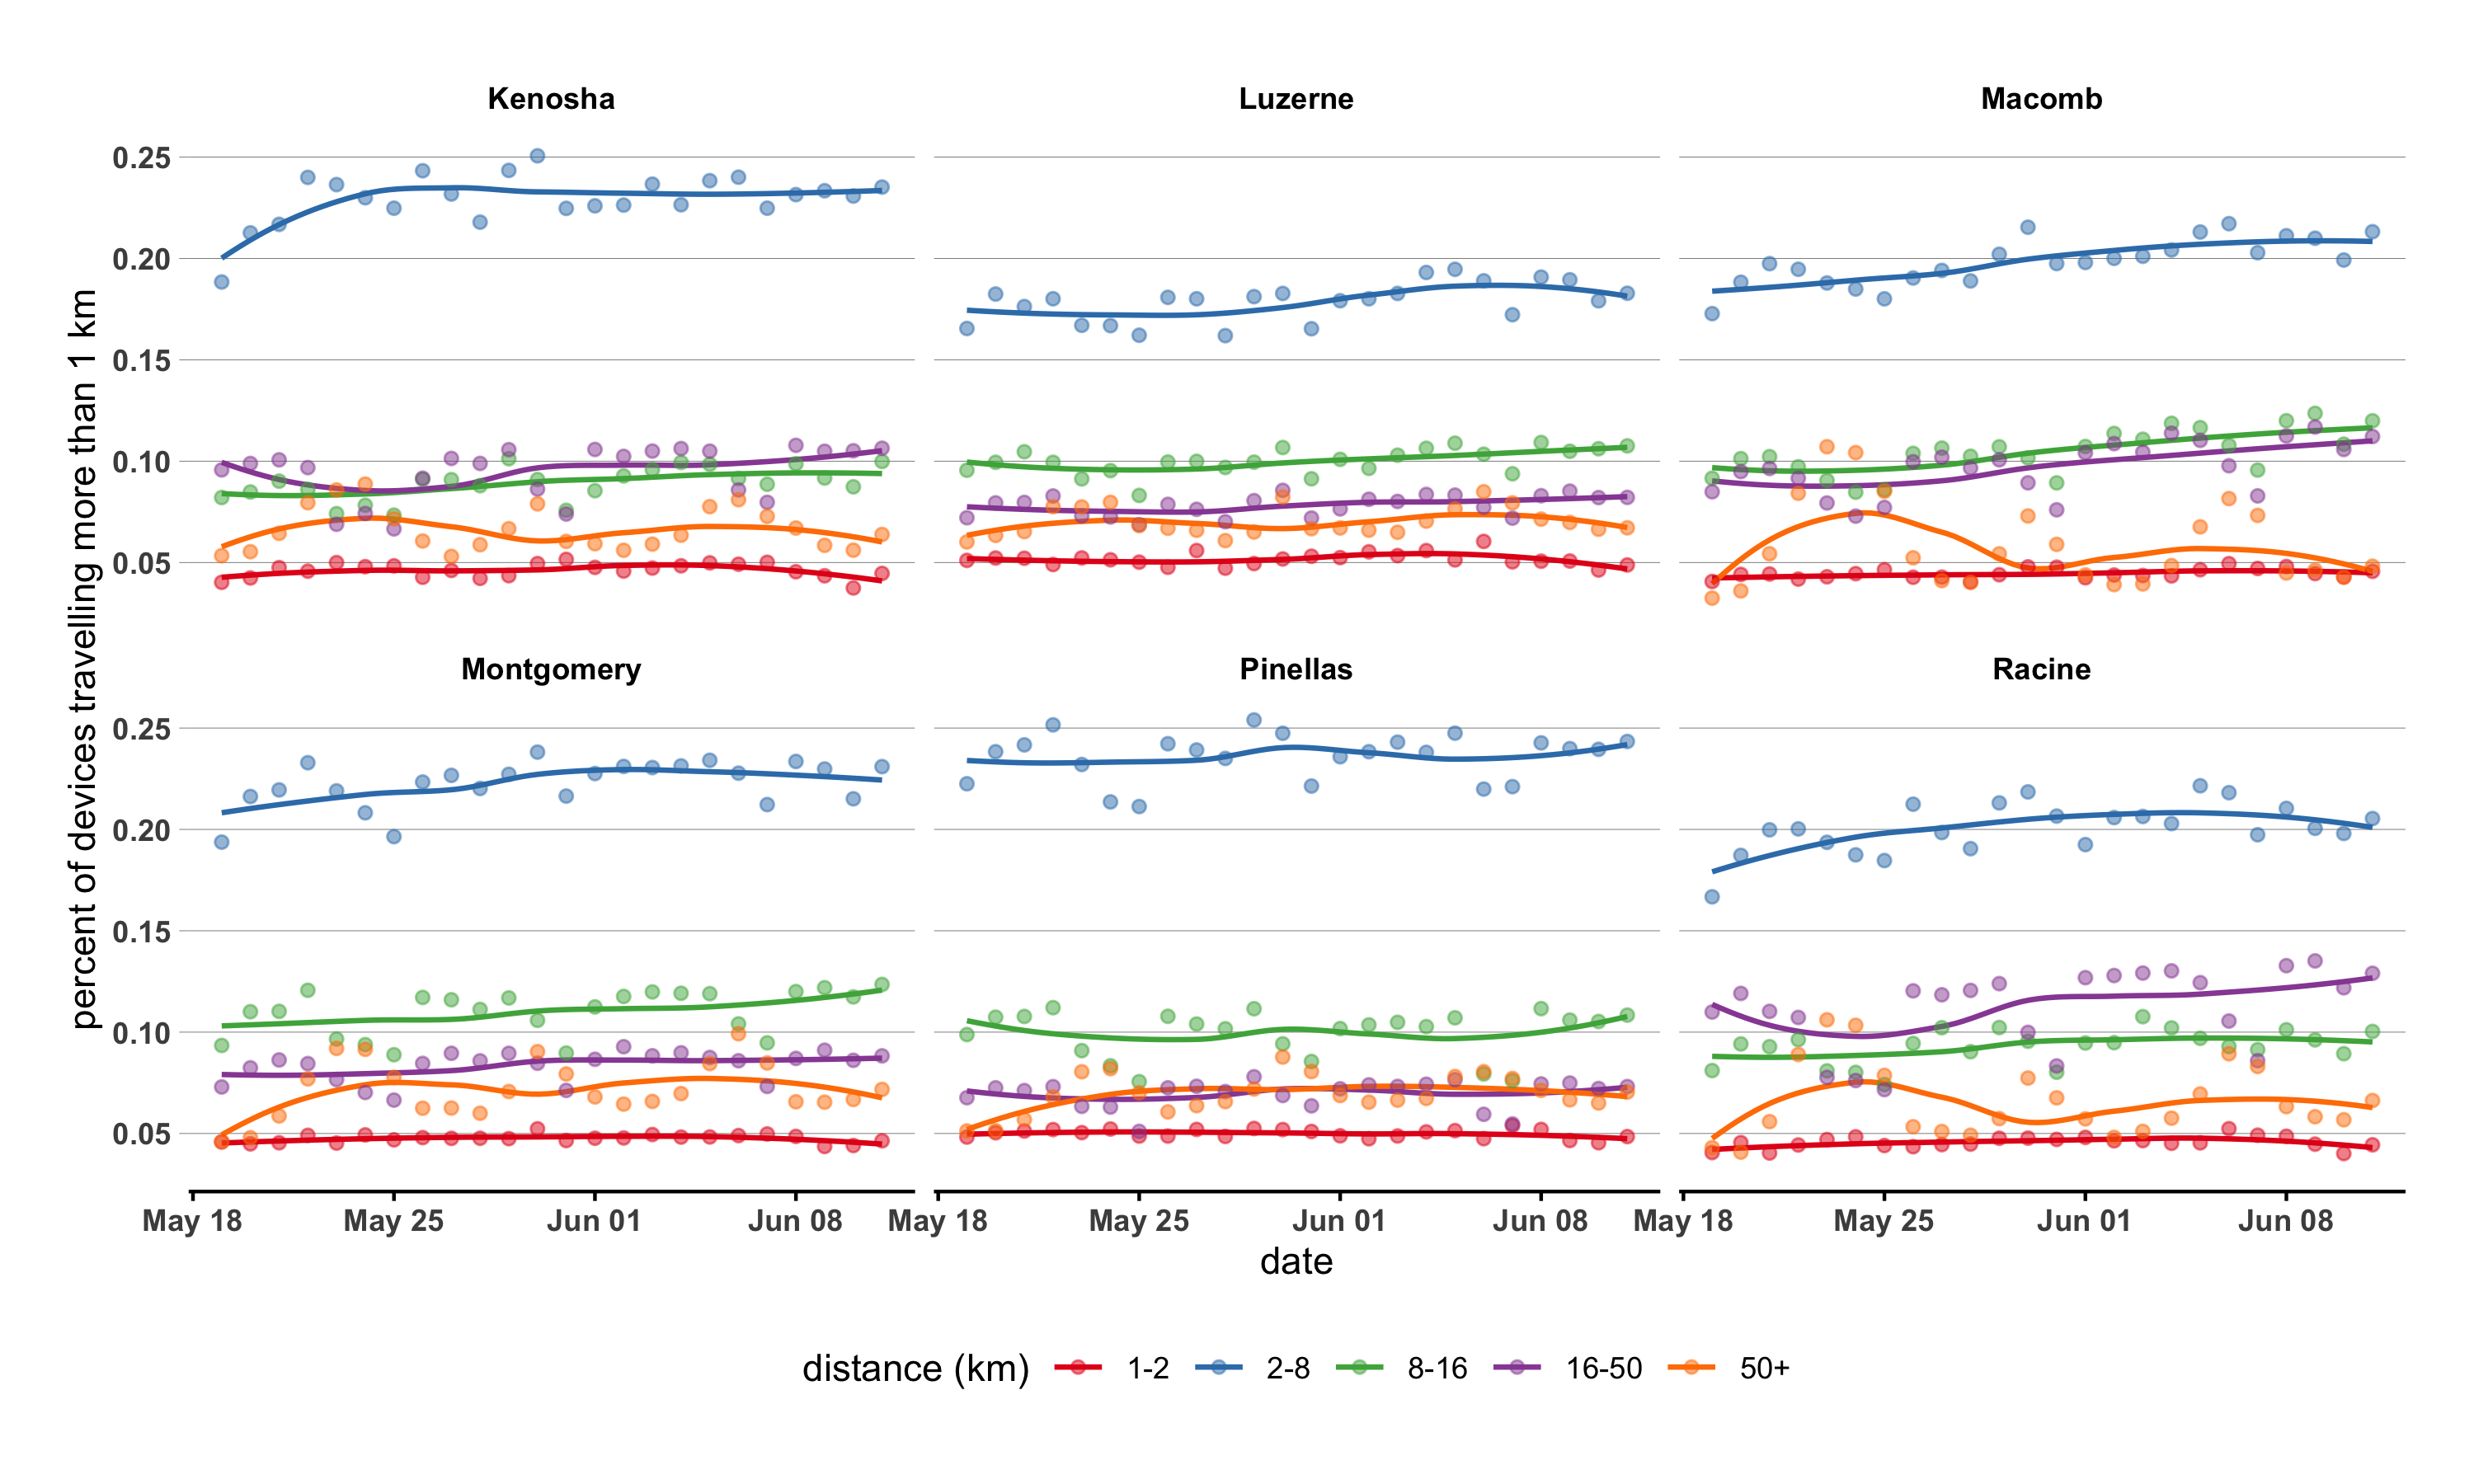 Kenosha
Luzerne
Macomb
0.25
0.20
0.15
0.10
0.05
percent of devices travelling more than 1 km
Montgomery
Pinellas
Racine
0.25
0.20
0.15
0.10
0.05
May 18 May 25 Jun 01 Jun 08 May 18 May 25 Jun 01 Jun 08 May 18 May 25 Jun 01 Jun 08
date
distance (km) 1-2 2-8 8-16 16-50 50+